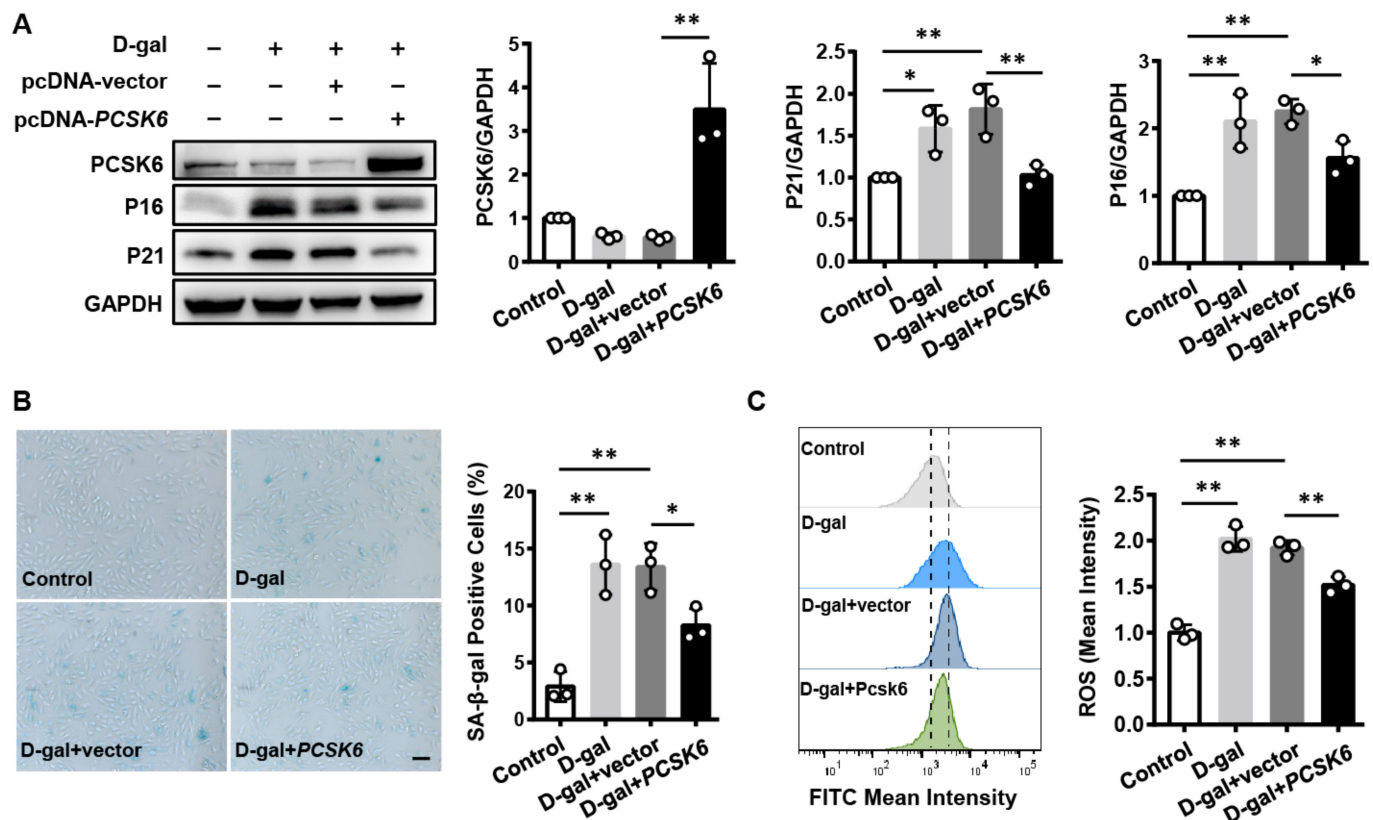 A
D-gal − + + +
pcDNA-vector − − + −
pcDNA-PCSK6 − − − +
PCSK6
P16
P21
GAPDH
PCSK6/GAPDH
5
4
3
2
1
0
**
Control
D-gal
D-gal+vector
D-gal+PCSK6
P21/GAPDH
2.5
2.0
1.5
1.0
0.5
0.0
**
*
**
Control
D-gal
D-gal+vector
D-gal+PCSK6
P16/GAPDH
3
2
1
0
**
**
*
Control
D-gal
D-gal+vector
D-gal+PCSK6
B
Control
D-gal
D-gal+vector
D-gal+PCSK6
SA-β-gal Positive Cells (%)
20
15
10
5
0
**
**
*
Control
D-gal
D-gal+vector
D-gal+PCSK6
C
Control
D-gal
D-gal+vector
D-gal+Pcsk6
10¹ 10² 10³ 10⁴ 10⁵
FITC Mean Intensity
ROS (Mean Intensity)
2.5
2.0
1.5
1.0
0.5
0.0
**
**
**
Control
D-gal
D-gal+vector
D-gal+PCSK6